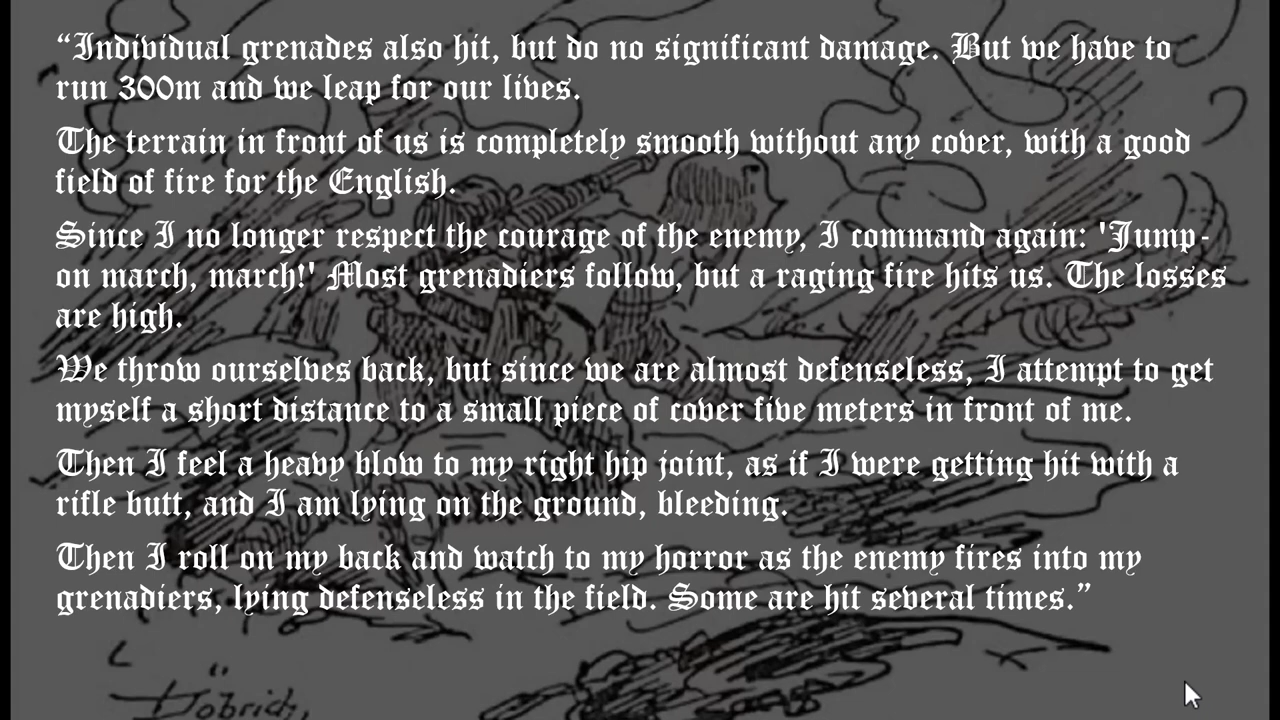 “Individual grenades also hit, but do no significant damage. But we have to
run 300m and we leap for our lives.
The terrain in front of us is completely smooth without any cover, with a good
field of fire for the English.
Since I no longer respect the courage of the enemy, I command again: 'Jump-
on march, march!' Most grenadiers follow, but a raging fire hits us. The losses
are high.
We throw ourselves back, but since we are almost defenseless, I attempt to get
myself a short distance to a small piece of cover five meters in front of me.
Then I feel a heavy blow to my right hip joint, as if I were getting hit with a
rifle butt, and I am lying on the ground, bleeding.
Then I roll on my back and watch to my horror as the enemy fires into my
grenadiers, lying defenseless in the field. Some are hit several times.”
Döbrich,